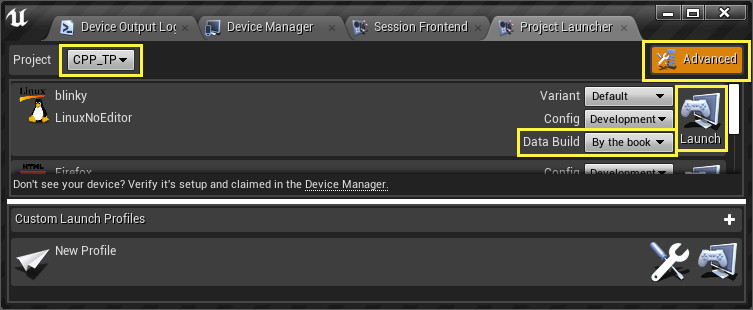 Device Output Log
Device Manager
Session Frontend
Project Launcher
Project
CPP_TP
Advanced
Linux
blinky
LinuxNoEditor
Variant
Default
Config
Development
Data Build
By the book
Launch
HTML
Firefox
Config
Development
Don't see your device? Verify it's setup and claimed in the Device Manager.
Custom Launch Profiles
New Profile